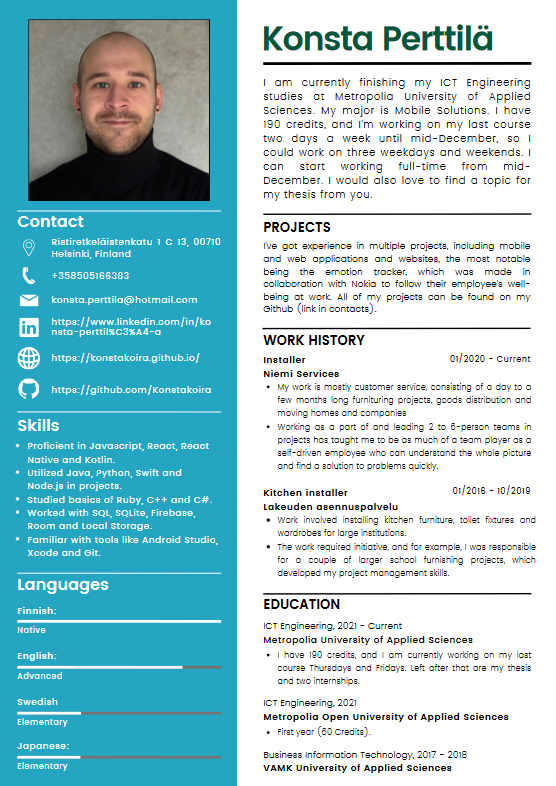 Konsta Perttilä
I am currently finishing my ICT Engineering
studies at Metropolia University of Applied
Sciences. My major is Mobile Solutions. I have
190 credits, and I'm working on my last course
two days a week until mid-December, so I
could work on three weekdays and weekends. I
can start working full-time from mid-
December. I would also love to find a topic for
my thesis from you.
Contact
Ristiretkeläistenkatu 1 C 13, 00710
Helsinki, Finland
+358505166383
konsta.perttila@hotmail.com
https://www.linkedin.com/in/ko
nsta-perttil%C3%A4-a
https://konstakoira.github.io/
https://github.com/Konstakoira
Skills
• Proficient in Javascript, React, React
Native and Kotlin.
• Utilized Java, Python, Swift and
Node.js in projects.
• Studied basics of Ruby, C++ and C#.
• Worked with SQL, SQLite, Firebase,
Room and Local Storage.
• Familiar with tools like Android Studio,
Xcode and Git.
Languages
Finnish:
Native
English:
Advanced
Swedish
Elementary
Japanese:
Elementary
PROJECTS
I've got experience in multiple projects, including mobile
and web applications and websites, the most notable
being the emotion tracker, which was made in
collaboration with Nokia to follow their employee's well-
being at work. All of my projects can be found on my
Github (link in contacts).
WORK HISTORY
Installer 01/2020 - Current
Niemi Services
• My work is mostly customer service, consisting of a day to a
few months long furnituring projects, goods distribution and
moving homes and companies
• Working as a part of and leading 2 to 6-person teams in
projects has taught me to be as much of a team player as a
self-driven employee who can understand the whole picture
and find a solution to problems quickly.
Kitchen installer 01/2016 - 10/2019
Lakeuden asennuspalvelu
• Work involved installing kitchen furniture, toilet fixtures and
wardrobes for large institutions.
• The work required initiative, and for example, I was responsible
for a couple of larger school furnishing projects, which
developed my project management skills.
EDUCATION
ICT Engineering, 2021 - Current
Metropolia University of Applied Sciences
• I have 190 credits, and I am currently working on my last
course Thursdays and Fridays. Left after that are my thesis
and two internships.
ICT Engineering, 2021
Metropolia Open University of Applied Sciences
• First year (60 Credits).
Business Information Technology, 2017 - 2018
VAMK University of Applied Sciences